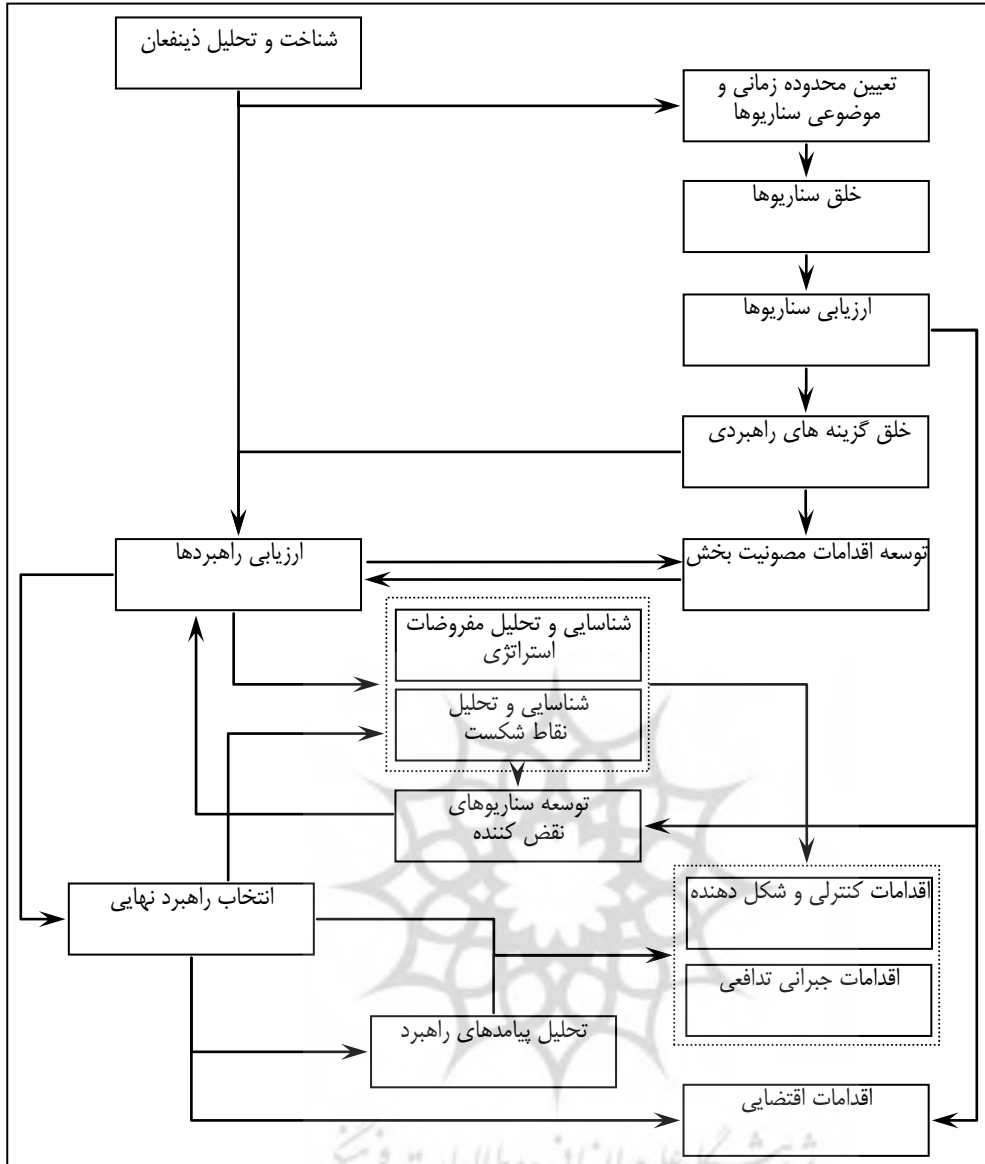 شناخت و تحلیل ذینفعان
تعیین محدوده زمانی و
موضوعی سناریوها
خلق سناریوها
ارزیابی سناریوها
خلق گزینه های راهبردی
توسعه اقدامات مصونیت بخش
ارزیابی راهبردها
شناسایی و تحلیل مفروضات
استراتژی
شناسایی و تحلیل
نقاط شکست
توسعه سناریوهای
نقض کننده
انتخاب راهبرد نهایی
اقدامات کنترلی و شکل دهنده
اقدامات جبرانی تدافعی
تحلیل پیامدهای راهبرد
اقدامات اقتضایی